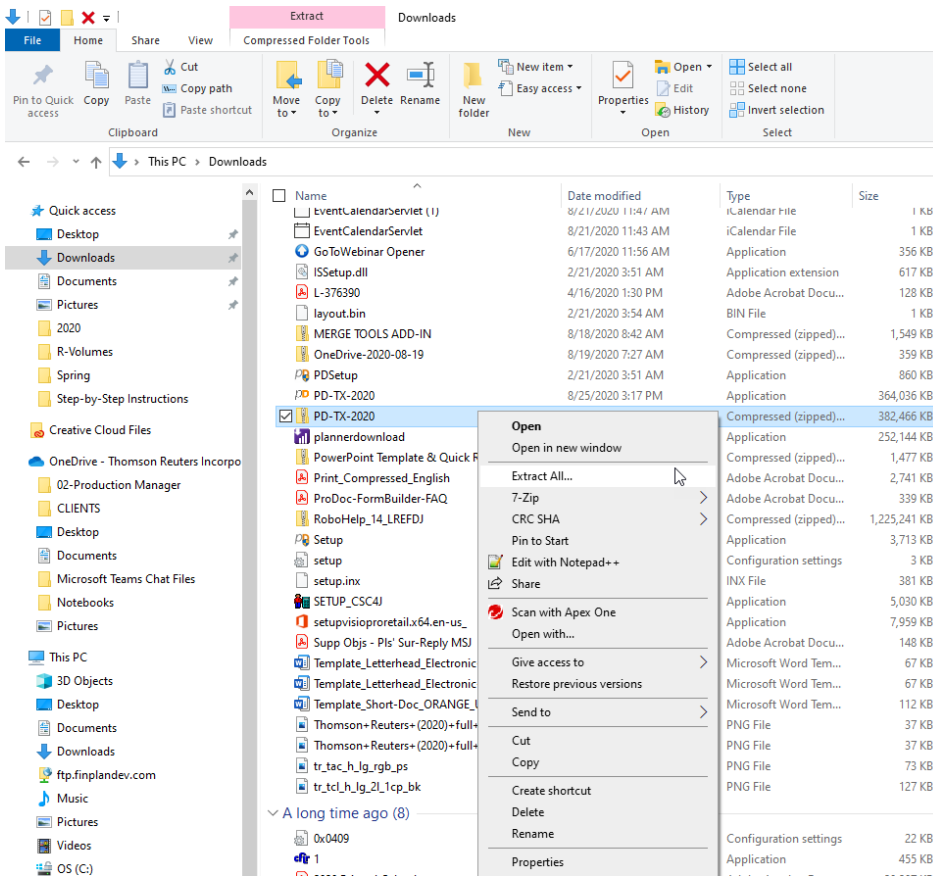 Extract
Downloads
File
Home
Share
View
Compressed Folder Tools
Pin to Quick access
Copy
Paste
Cut
Copy path
Paste shortcut
Clipboard
Move to
Copy to
Delete
Rename
Organize
New folder
New item
Easy access
New
Properties
Open
Edit
History
Open
Select all
Select none
Invert selection
Select
This PC > Downloads
Quick access
Desktop
Downloads
Documents
Pictures
2020
R-Volumes
Spring
Step-by-Step Instructions
Creative Cloud Files
OneDrive - Thomson Reuters Incorpo
02-Production Manager
CLIENTS
Desktop
Documents
Microsoft Teams Chat Files
Notebooks
Pictures
This PC
3D Objects
Desktop
Documents
Downloads
ftp.finplandev.com
Music
Pictures
Videos
OS (C:)
Name Date modified Type Size
EventCalendarServlet (1) 8/21/2020 11:47 AM iCalendar File 1 KB
EventCalendarServlet 8/21/2020 11:43 AM iCalendar File 1 KB
GoToWebinar Opener 6/17/2020 11:56 AM Application 356 KB
ISSetup.dll 2/21/2020 3:51 AM Application extension 617 KB
L-376390 4/16/2020 1:30 PM Adobe Acrobat Docu... 128 KB
layout.bin 2/21/2020 3:54 AM BIN File 1 KB
MERGE TOOLS ADD-IN 8/18/2020 8:42 AM Compressed (zipped)... 1,549 KB
OneDrive-2020-08-19 8/19/2020 7:27 AM Compressed (zipped)... 359 KB
PDSetup 2/21/2020 3:51 AM Application 860 KB
PD-TX-2020 8/25/2020 3:17 PM Application 364,036 KB
PD-TX-2020 Compressed (zipped)... 382,466 KB
plannerdownload Application 252,144 KB
PowerPoint Template & Quick R Compressed (zipped)... 1,477 KB
Print_Compressed_English Adobe Acrobat Docu... 2,741 KB
ProDoc-FormBuilder-FAQ Adobe Acrobat Docu... 339 KB
RoboHelp_14_LREFDJ Compressed (zipped)... 1,225,241 KB
Setup Application 3,713 KB
setup Configuration settings 3 KB
setup.inx INX File 381 KB
SETUP_CSC4J Application 5,030 KB
setupvisioproretail.x64.en-us_ Application 7,959 KB
Supp Objs - Pls' Sur-Reply MSJ Adobe Acrobat Docu... 148 KB
Template_Letterhead_Electronic Microsoft Word Tem... 67 KB
Template_Letterhead_Electronic Microsoft Word Tem... 67 KB
Template_Short-Doc_ORANGE_ Microsoft Word Tem... 112 KB
Thomson+Reuters+(2020)+full+ PNG File 37 KB
Thomson+Reuters+(2020)+full+ PNG File 37 KB
tr_tac_h_lg_rgb_ps PNG File 73 KB
tr_tcl_h_lg_2l_1cp_bk PNG File 127 KB
A long time ago (8)
0x0409 Configuration settings 22 KB
1 Application 455 KB
Open
Open in new window
Extract All...
7-Zip
CRC SHA
Pin to Start
Edit with Notepad++
Share
Scan with Apex One
Open with...
Give access to
Restore previous versions
Send to
Cut
Copy
Create shortcut
Delete
Rename
Properties